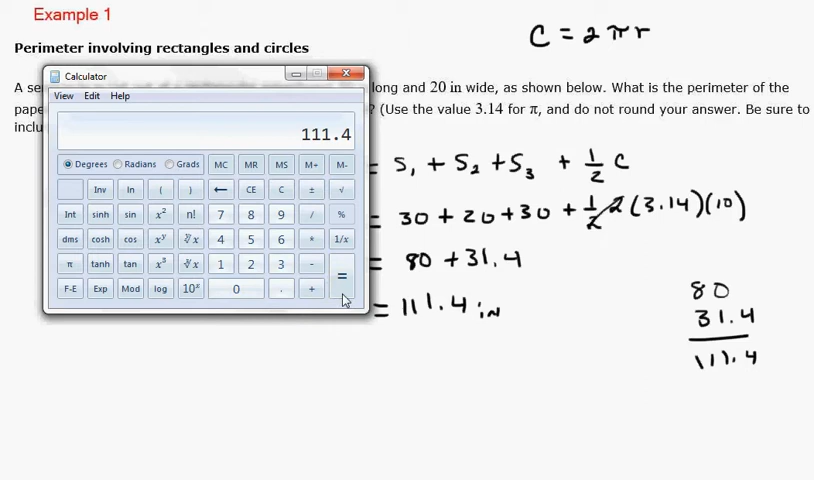 Example 1
C = 2πr
Perimeter involving rectangles and circles
Calculator
A se long and 20 in wide, as shown below. What is the perimeter of the
pape ? (Use the value 3.14 for π, and do not round your answer. Be sure to
inclu
View Edit Help
111.4
Degrees Radians Grads MC MR MS M+ M-
Inv ln ( ) ← CE C ± √
Int sinh sin x² n! 7 8 9 / %
dms cosh cos xʸ ʸ√x 4 5 6 * 1/x
π tanh tan x³ ³√x 1 2 3 - =
F-E Exp Mod log 10ˣ 0 . +
= S₁ + S₂ + S₃ + 1/2 C
= 30 + 20 + 30 + 1/2 2 (3.14)(10)
= 80 + 31.4
= 111.4 in
80
31.4
111.4